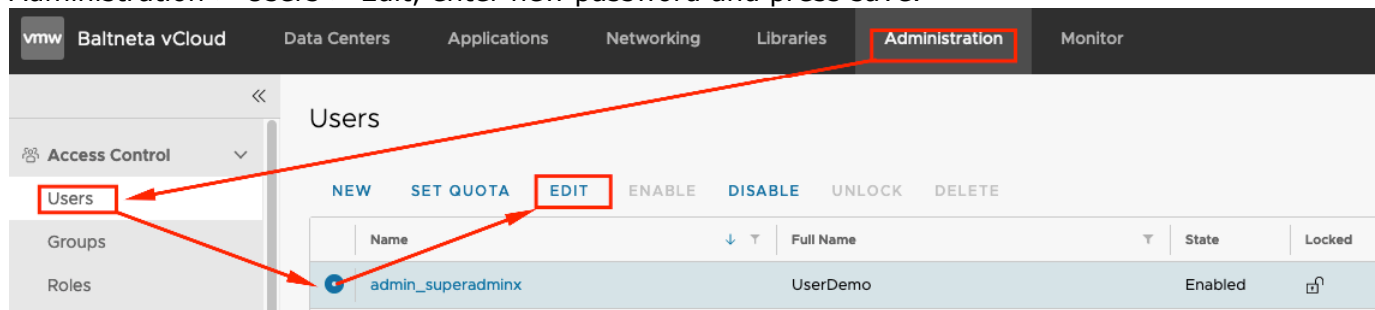 vmw Baltneta vCloud Data Centers Applications Networking Libraries Administration Monitor
«
Users
Access Control
NEW SET QUOTA EDIT ENABLE DISABLE UNLOCK DELETE
Users
Groups
Name Full Name State Locked
Roles
admin_superadminx UserDemo Enabled